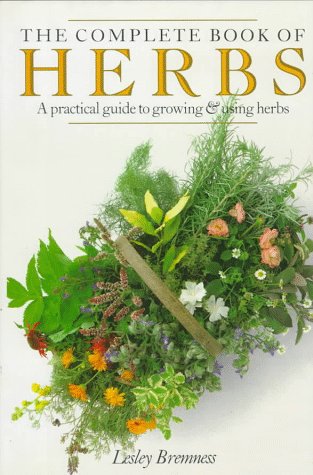 THE COMPLETE BOOK OF
HERBS
A practical guide to growing & using herbs
Lesley Bremness